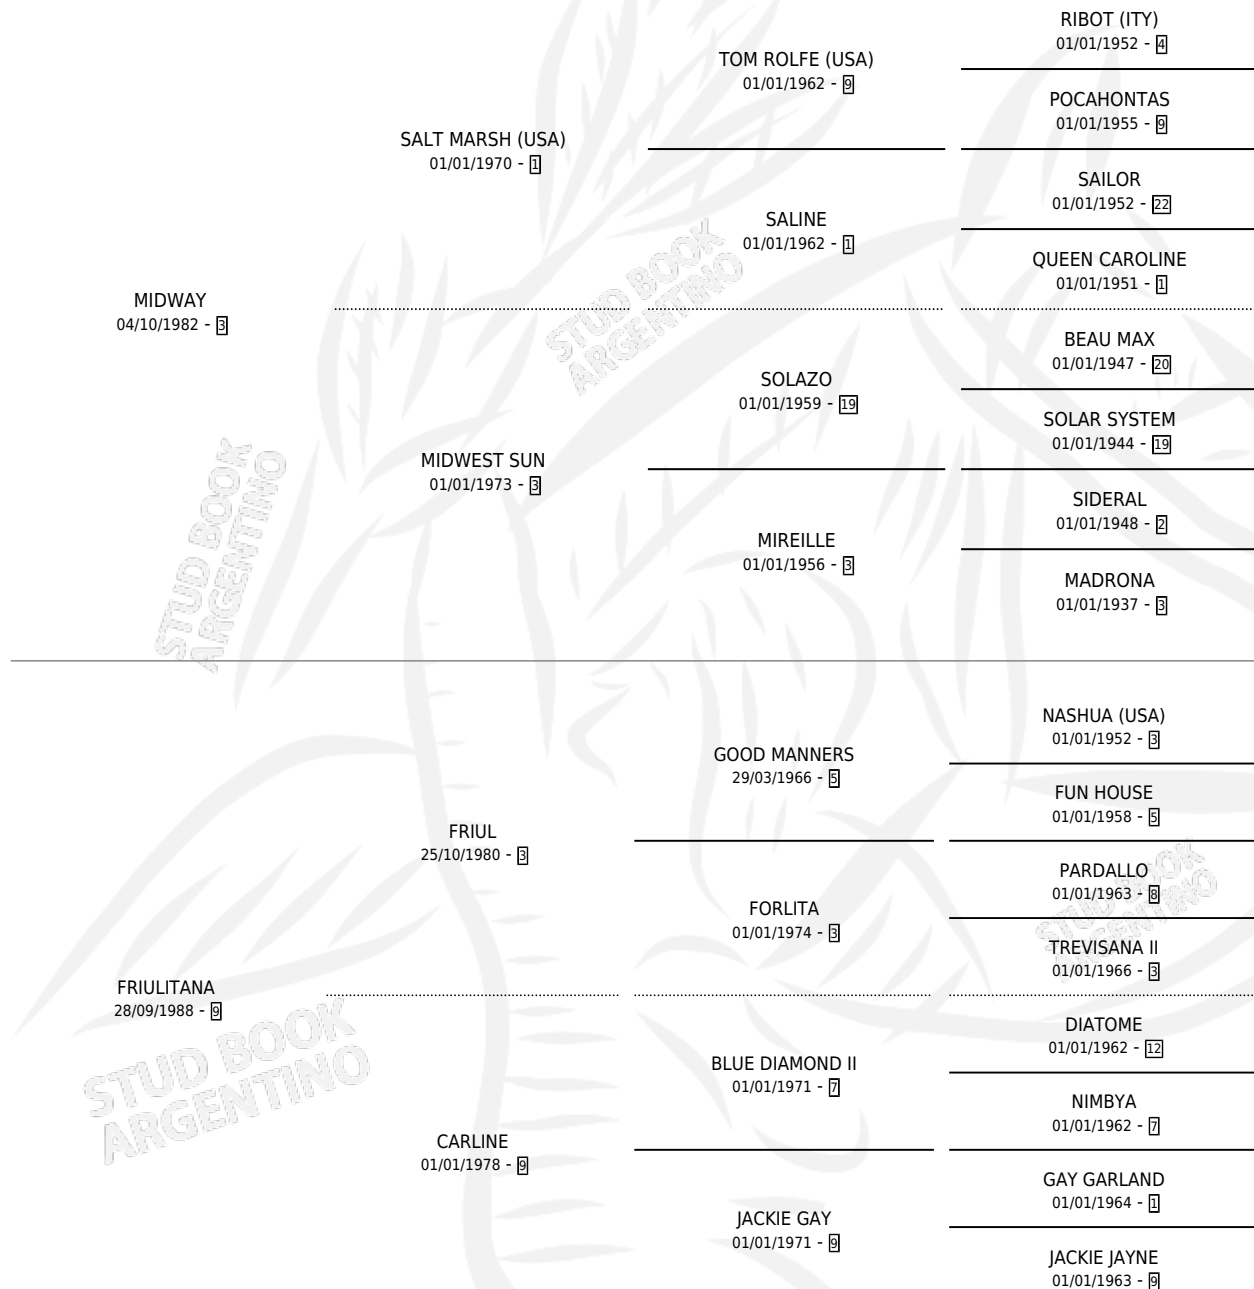 RIBOT (ITY)
01/01/1952 - 4
TOM ROLFE (USA)
01/01/1962 - 9
POCAHONTAS
01/01/1955 - 9
SALT MARSH (USA)
01/01/1970 - 1
SAILOR
01/01/1952 - 22
SALINE
01/01/1962 - 1
QUEEN CAROLINE
01/01/1951 - 1
MIDWAY
04/10/1982 - 3
BEAU MAX
01/01/1947 - 20
SOLAZO
01/01/1959 - 19
SOLAR SYSTEM
01/01/1944 - 19
MIDWEST SUN
01/01/1973 - 3
SIDERAL
01/01/1948 - 2
MIREILLE
01/01/1956 - 3
MADRONA
01/01/1937 - 3
NASHUA (USA)
01/01/1952 - 3
GOOD MANNERS
29/03/1966 - 5
FUN HOUSE
01/01/1958 - 5
FRIUL
25/10/1980 - 3
PARDALLO
01/01/1963 - 8
FORLITA
01/01/1974 - 3
TREVISANA II
01/01/1966 - 3
FRIULITANA
28/09/1988 - 9
DIATOME
01/01/1962 - 12
BLUE DIAMOND II
01/01/1971 - 7
NIMBYA
01/01/1962 - 7
CARLINE
01/01/1978 - 9
GAY GARLAND
01/01/1964 - 1
JACKIE GAY
01/01/1971 - 9
JACKIE JAYNE
01/01/1963 - 9
STUD BOOK
ARGENTINO
STUD BOOK
ARGENTINO
STUD BOOK
ARGENTINO
STUD BOOK
ARGENTINO